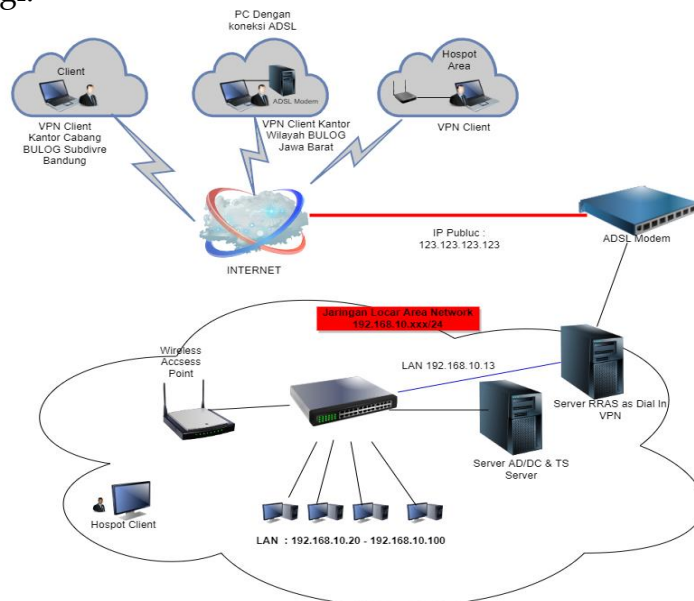 gi.
PC Dengan
koneksi ADSL
Client
ADSL Modem
Hospot
Area
VPN Client
Kantor Cabang
BULOG Subdivre
Bandung
VPN Client Kantor
Wilayah BULOG
Jawa Barat
VPN Client
IP Publuc :
123.123.123.123
ADSL Modem
INTERNET
Jaringan Locar Area Network
192.168.10.xxx/24
Wireless
Accsess
Point
LAN 192.168.10.13
Server RRAS as Dial In
VPN
Server AD/DC & TS
Server
Hospot Client
LAN : 192.168.10.20 - 192.168.10.100